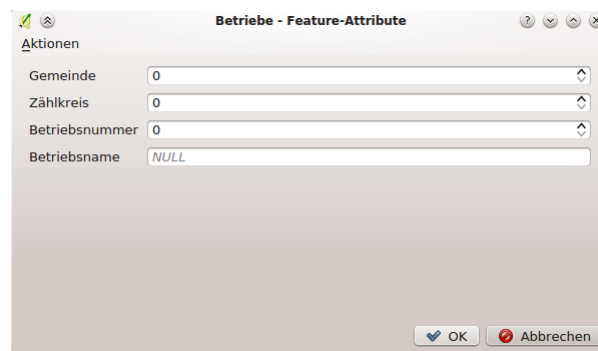 Betriebe - Feature-Attribute
Aktionen
Gemeinde 0
Zählkreis 0
Betriebsnummer 0
Betriebsname NULL
OK Abbrechen